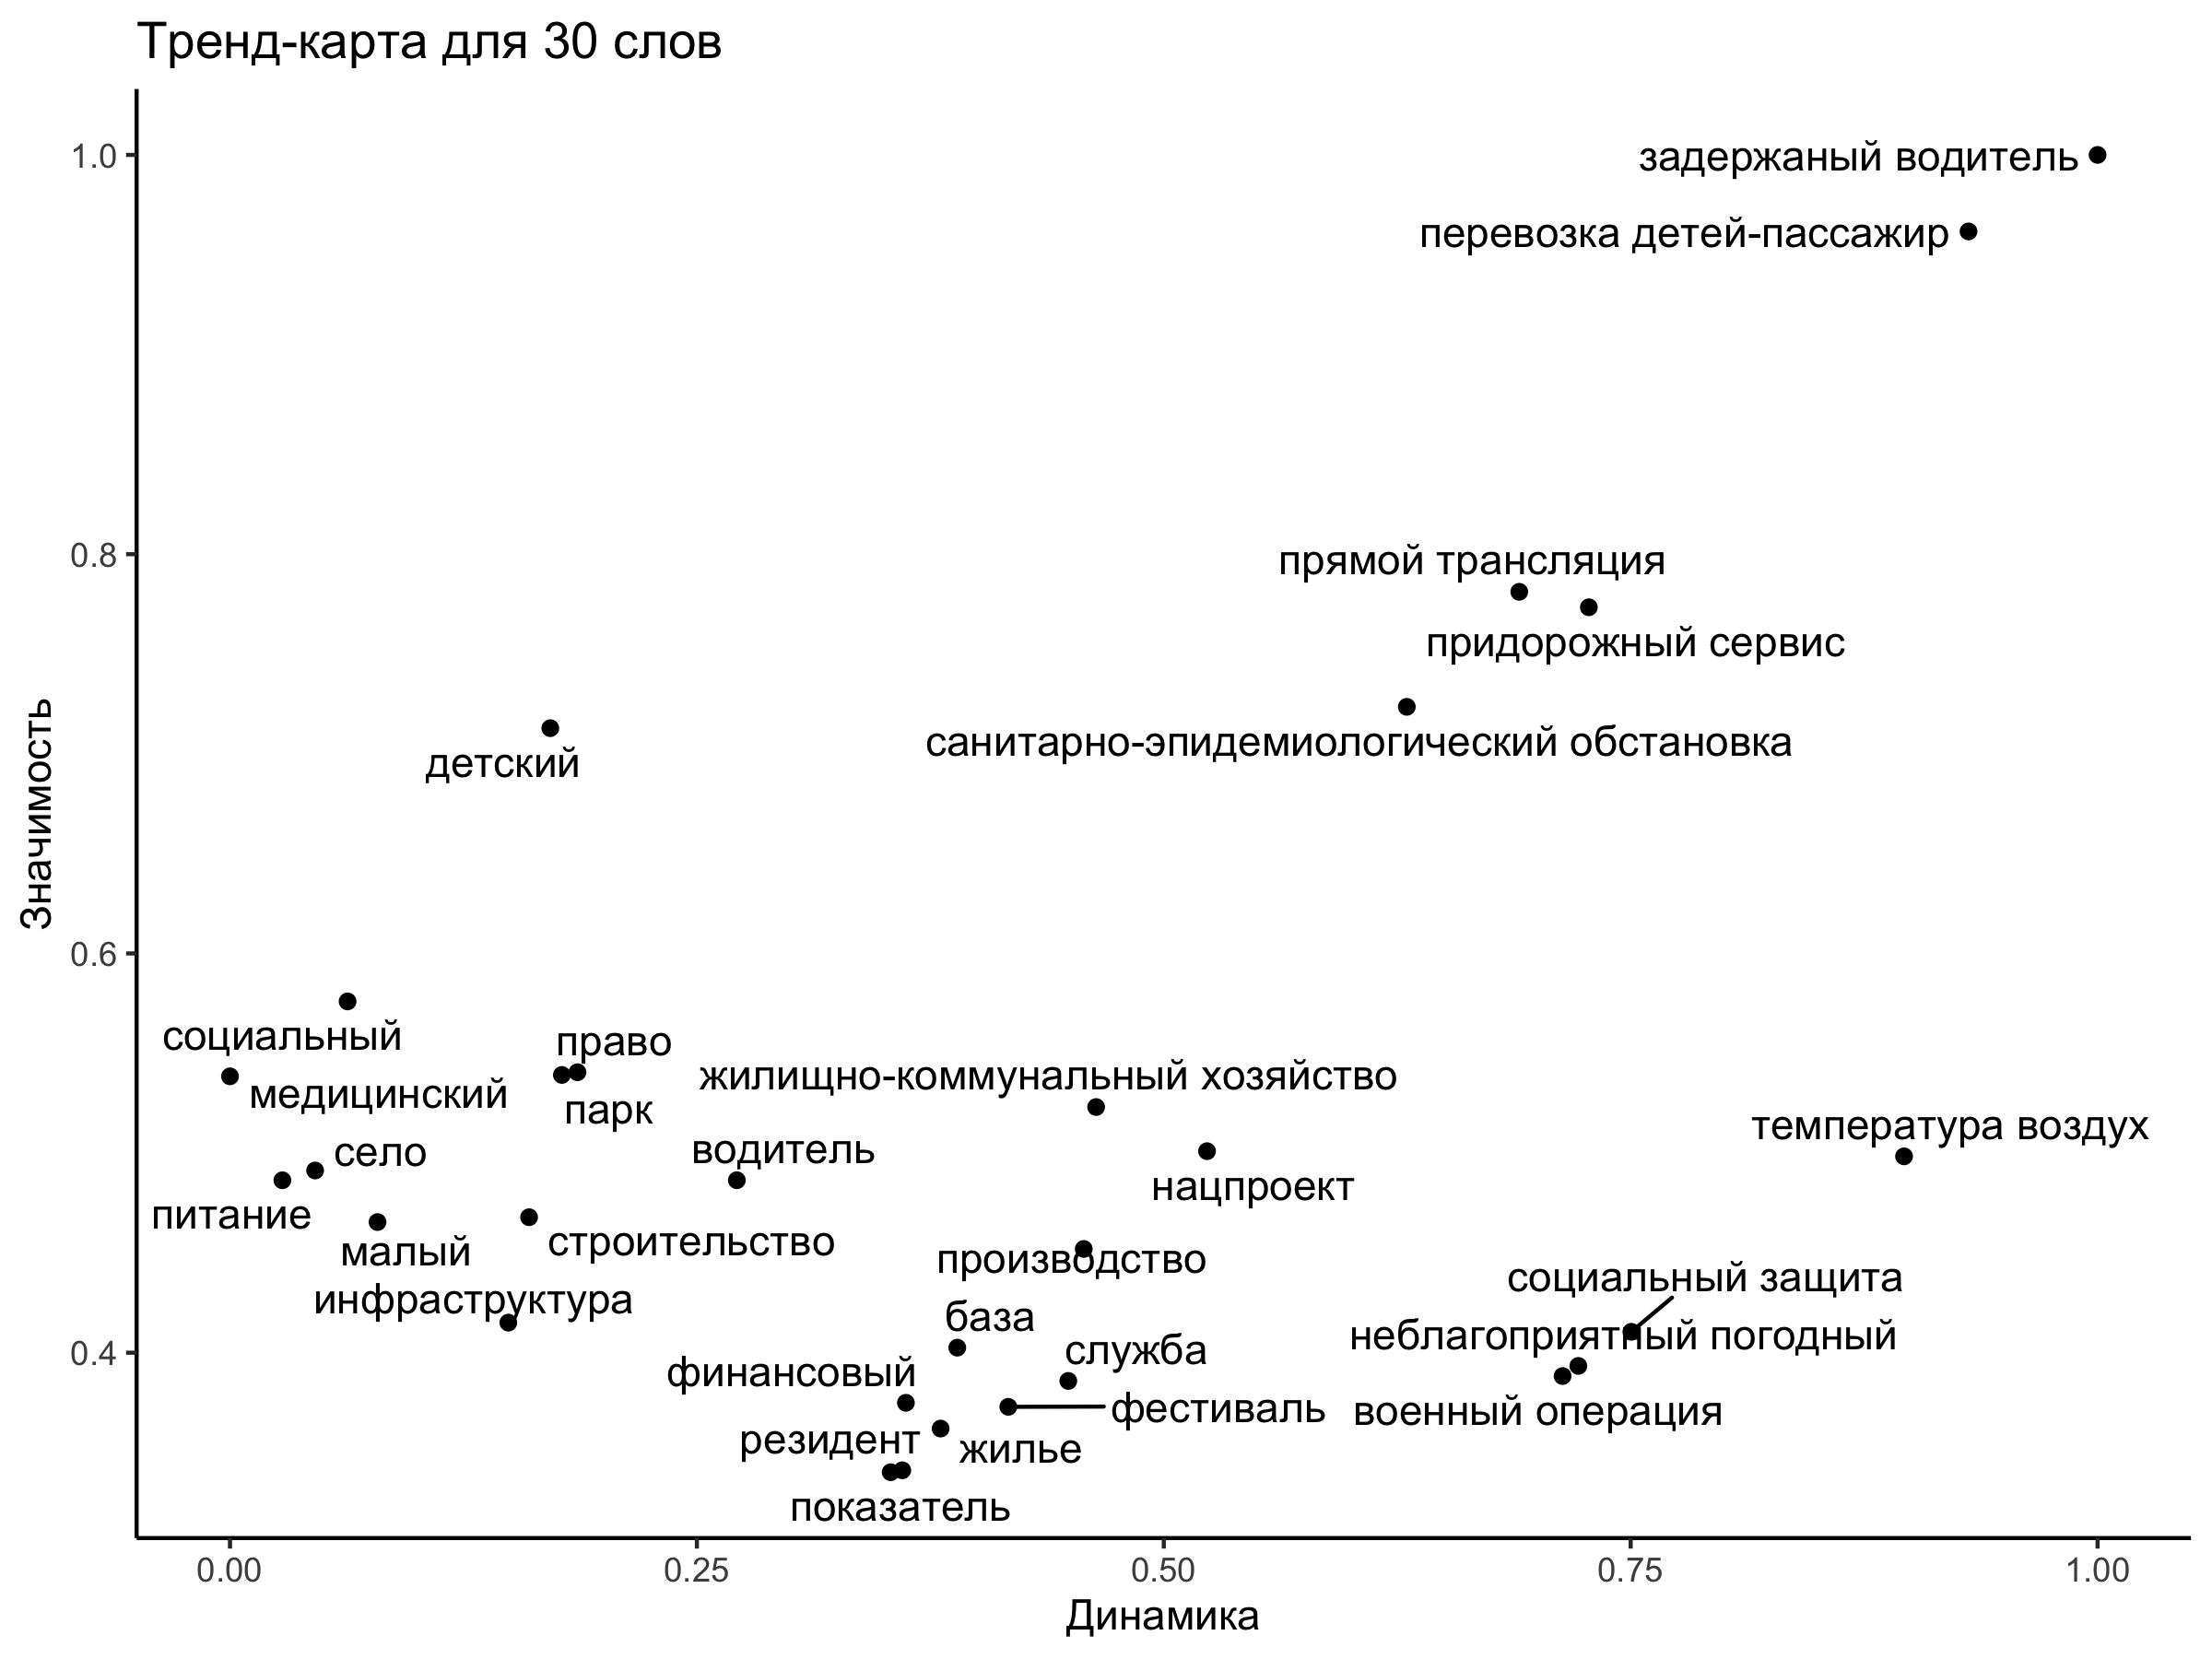 Тренд-карта для 30 слов
1.0
задержаный водитель
перевозка детей-пассажир
0.8
прямой трансляция
придорожный сервис
санитарно-эпидемиологический обстановка
детский
Значимость
0.6
социальный
право
жилищно-коммунальный хозяйство
медицинский
парк
температура воздух
водитель
село
нацпроект
питание
строительство
малый
производство
социальный защита
инфраструктура
база
неблагоприятный погодный
0.4
служба
финансовый
фестиваль
военный операция
резидент
жилье
показатель
0.00
0.25
0.50
0.75
1.00
Динамика